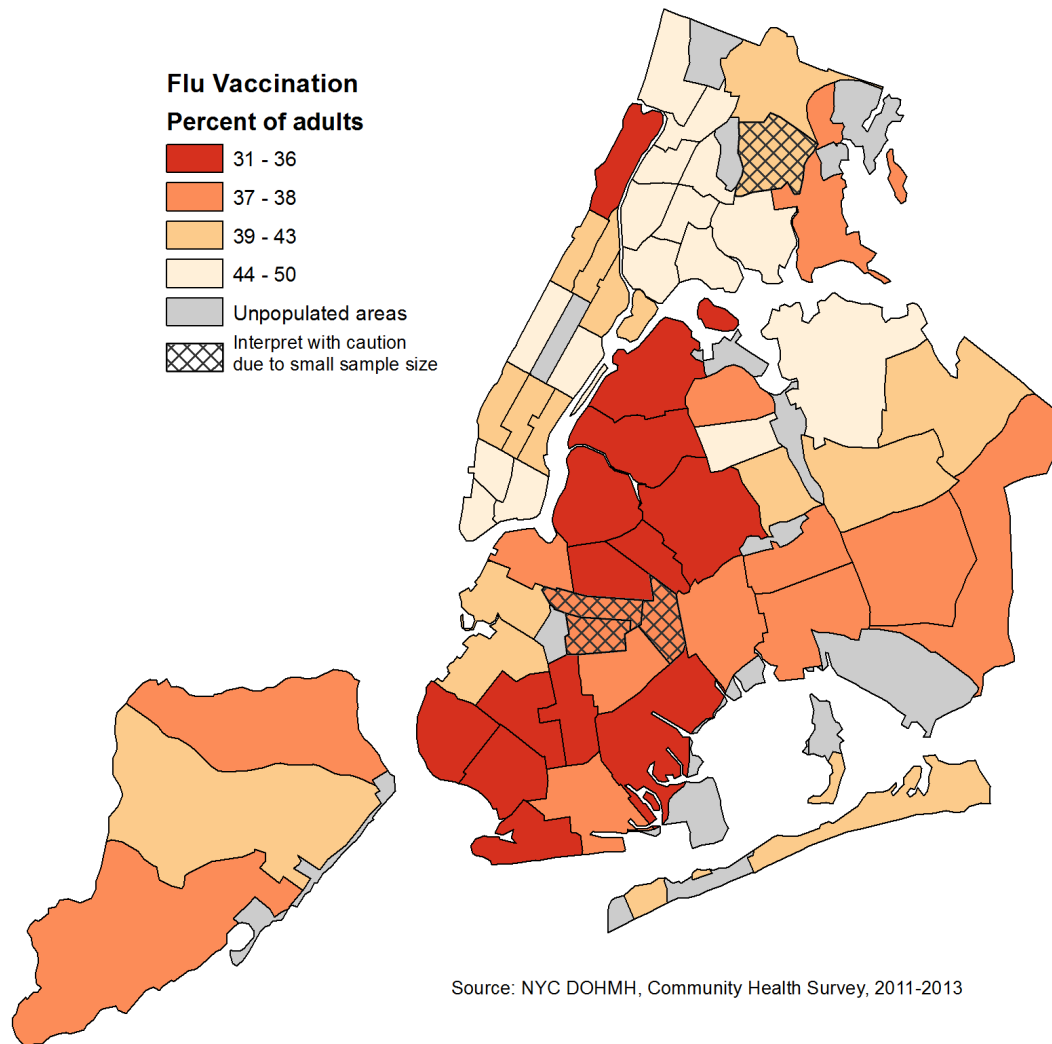 Flu Vaccination
Percent of adults
31 - 36
37 - 38
39 - 43
44 - 50
Unpopulated areas
Interpret with caution
due to small sample size
Source: NYC DOHMH, Community Health Survey, 2011-2013